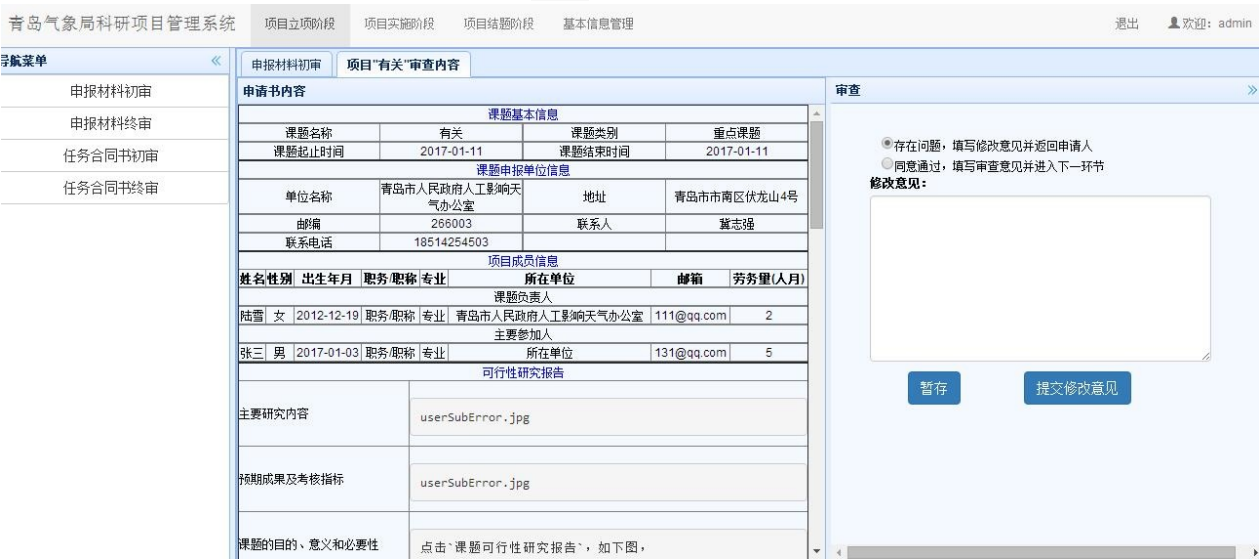 青岛气象局科研项目管理系统 项目立项阶段 项目实施阶段 项目结题阶段 基本信息管理 退出 欢迎: admin
导航菜单 «
申报材料初审
申报材料终审
任务合同书初审
任务合同书终审
申报材料初审 项目"有关"审查内容
申请书内容
课题基本信息
课题名称 有关 课题类别 重点课题
课题起止时间 2017-01-11 课题结束时间 2017-01-11
课题申报单位信息
单位名称 青岛市人民政府人工影响天气办公室 地址 青岛市市南区伏龙山4号
邮编 266003 联系人 冀志强
联系电话 18514254503
项目成员信息
姓名 性别 出生年月 职务/职称 专业 所在单位 邮箱 劳务量(人月)
课题负责人
陆雪 女 2012-12-19 职务/职称 专业 青岛市人民政府人工影响天气办公室 111@qq.com 2
主要参加人
张三 男 2017-01-03 职务/职称 专业 所在单位 131@qq.com 5
可行性研究报告
主要研究内容 userSubError.jpg
预期成果及考核指标 userSubError.jpg
课题的目的、意义和必要性 点击`课题可行性研究报告`，如下图，
审查 »
存在问题，填写修改意见并返回申请人
同意通过，填写审查意见并进入下一环节
修改意见：
暂存 提交修改意见